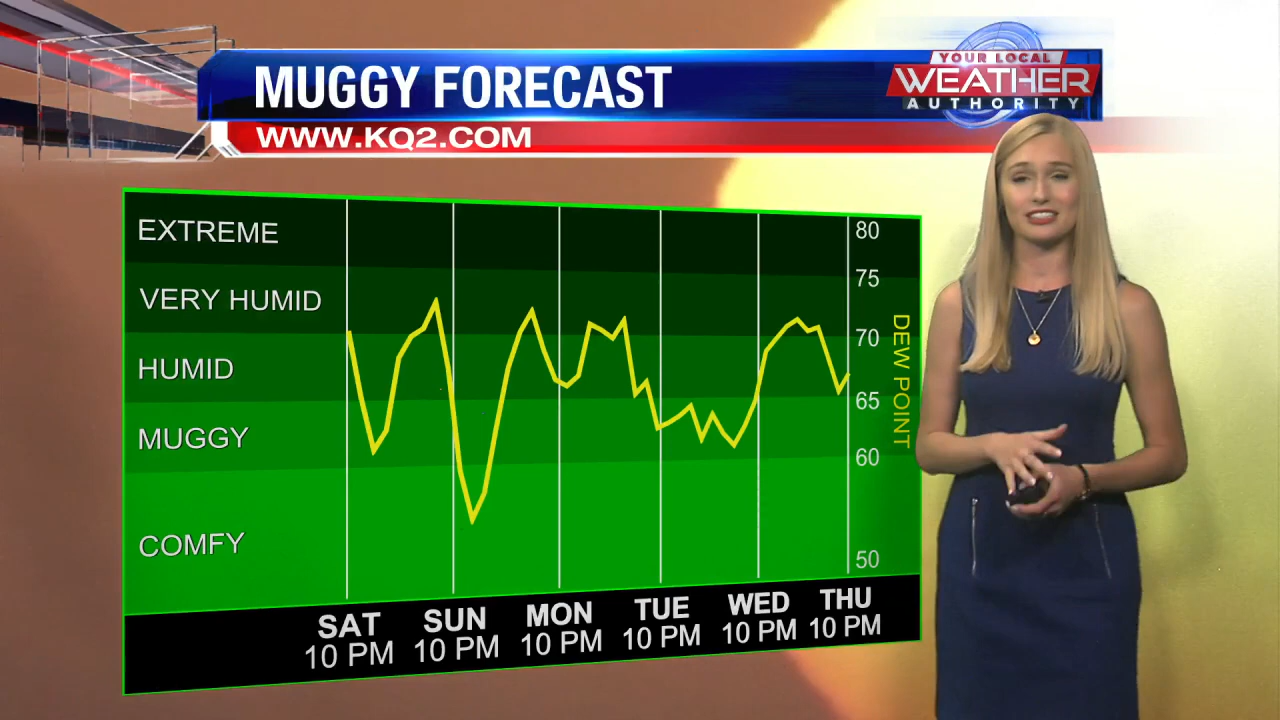 MUGGY FORECAST
YOUR LOCAL
WEATHER
AUTHORITY
WWW.KQ2.COM
EXTREME
VERY HUMID
HUMID
MUGGY
COMFY
80
75
70
65
60
50
DEW POINT
SAT SUN MON TUE WED THU
10 PM 10 PM 10 PM 10 PM 10 PM 10 PM